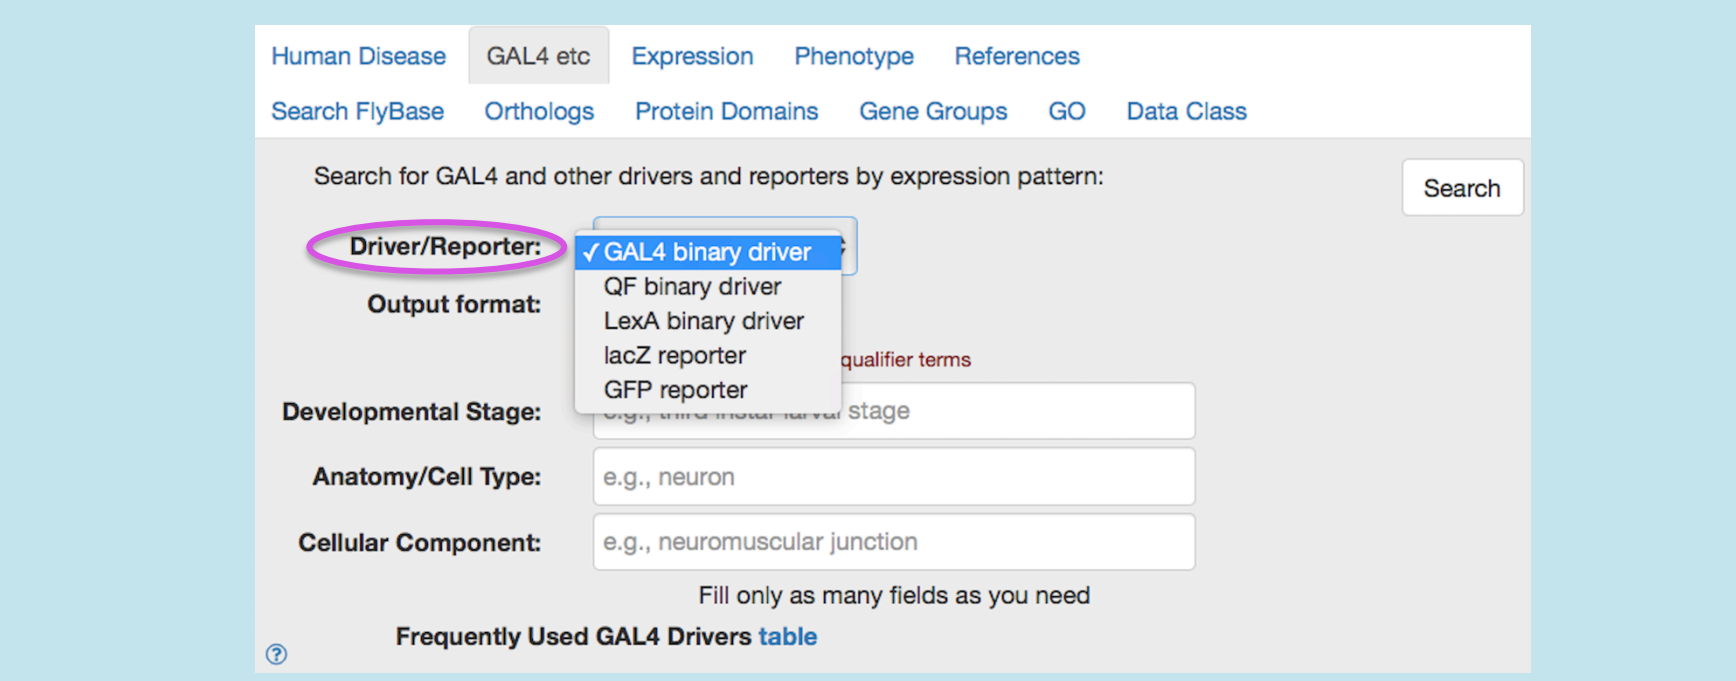 Human Disease GAL4 etc Expression Phenotype References
Search FlyBase Orthologs Protein Domains Gene Groups GO Data Class
Search for GAL4 and other drivers and reporters by expression pattern:
Search
Driver/Reporter:
✓GAL4 binary driver
QF binary driver
LexA binary driver
lacZ reporter
GFP reporter
Output format:
qualifier terms
Developmental Stage: stage
Anatomy/Cell Type: e.g., neuron
Cellular Component: e.g., neuromuscular junction
Fill only as many fields as you need
Frequently Used GAL4 Drivers table
?